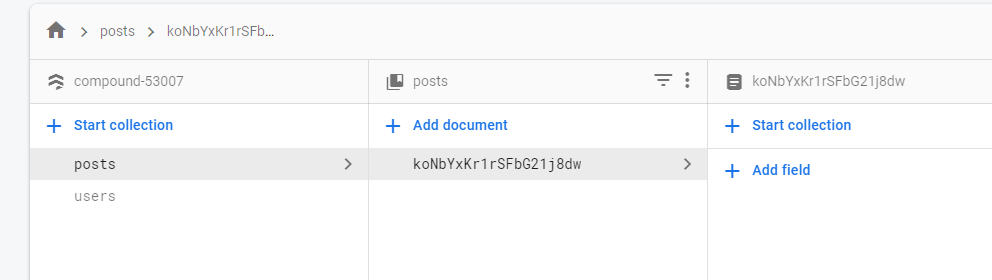 posts koNbYxKr1rSFb...
compound-53007
posts
koNbYxKr1rSFbG21j8dw
Start collection
Add document
Start collection
posts
koNbYxKr1rSFbG21j8dw
Add field
users